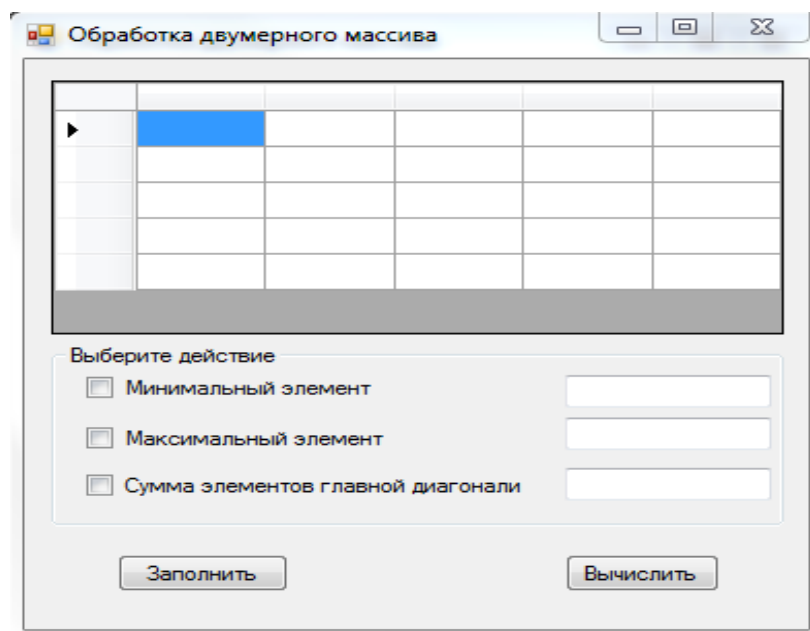 Обработка двумерного массива
Выберите действие
Минимальный элемент
Максимальный элемент
Сумма элементов главной диагонали
Заполнить
Вычислить